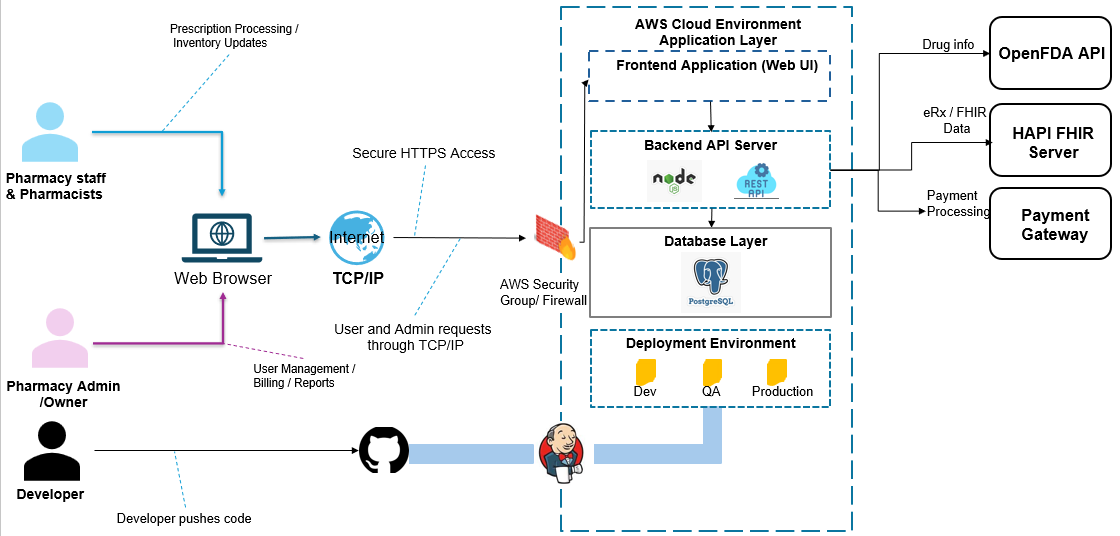 Prescription Processing /
Inventory Updates
Pharmacy staff
& Pharmacists
Secure HTTPS Access
Web Browser
Internet
TCP/IP
User and Admin requests
through TCP/IP
AWS Security
Group/ Firewall
Pharmacy Admin
/Owner
User Management /
Billing / Reports
Developer
Developer pushes code
AWS Cloud Environment
Application Layer
Frontend Application (Web UI)
Backend API Server
node
JS
REST
API
Database Layer
PostgreSQL
Deployment Environment
Dev
QA
Production
Drug info
OpenFDA API
eRx / FHIR
Data
HAPI FHIR
Server
Payment
Processing
Payment
Gateway